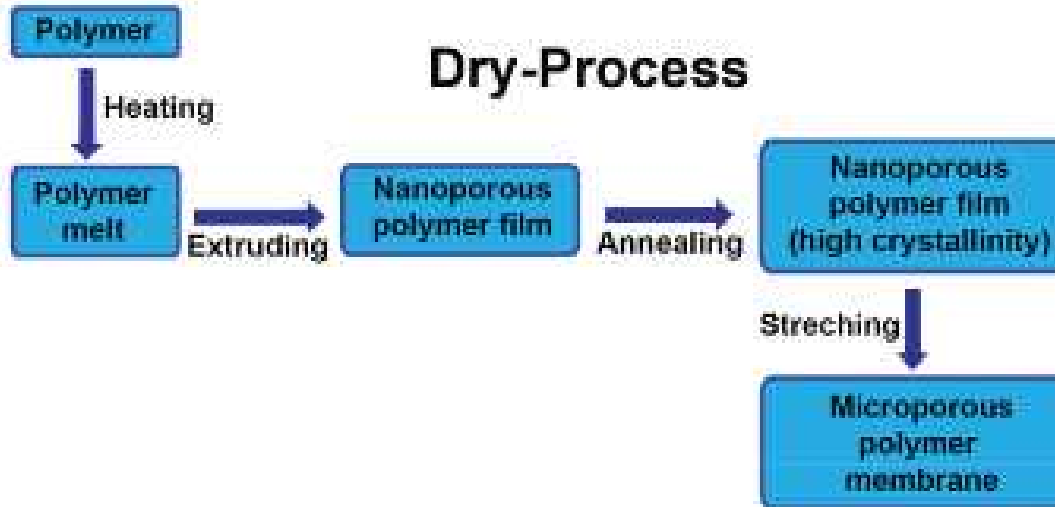 Polymer
Dry-Process
Heating
Polymer
melt
Extruding
Nanoporous
polymer film
Annealing
Nanoporous
polymer film
(high crystallinity)
Streching
Microporous
polymer
membrane